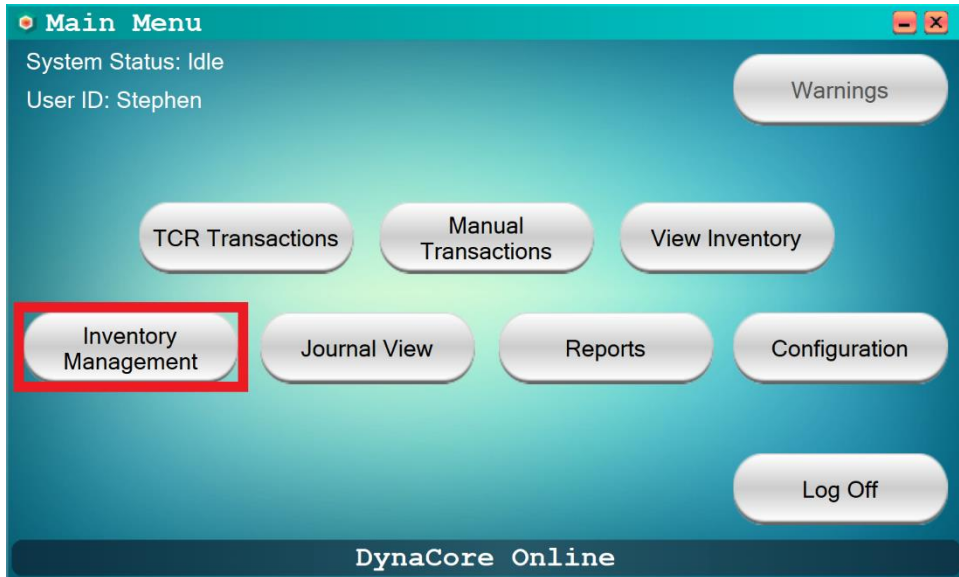 Main Menu
System Status: Idle
User ID: Stephen
Warnings
TCR Transactions
Manual
Transactions
View Inventory
Inventory
Management
Journal View
Reports
Configuration
Log Off
DynaCore Online